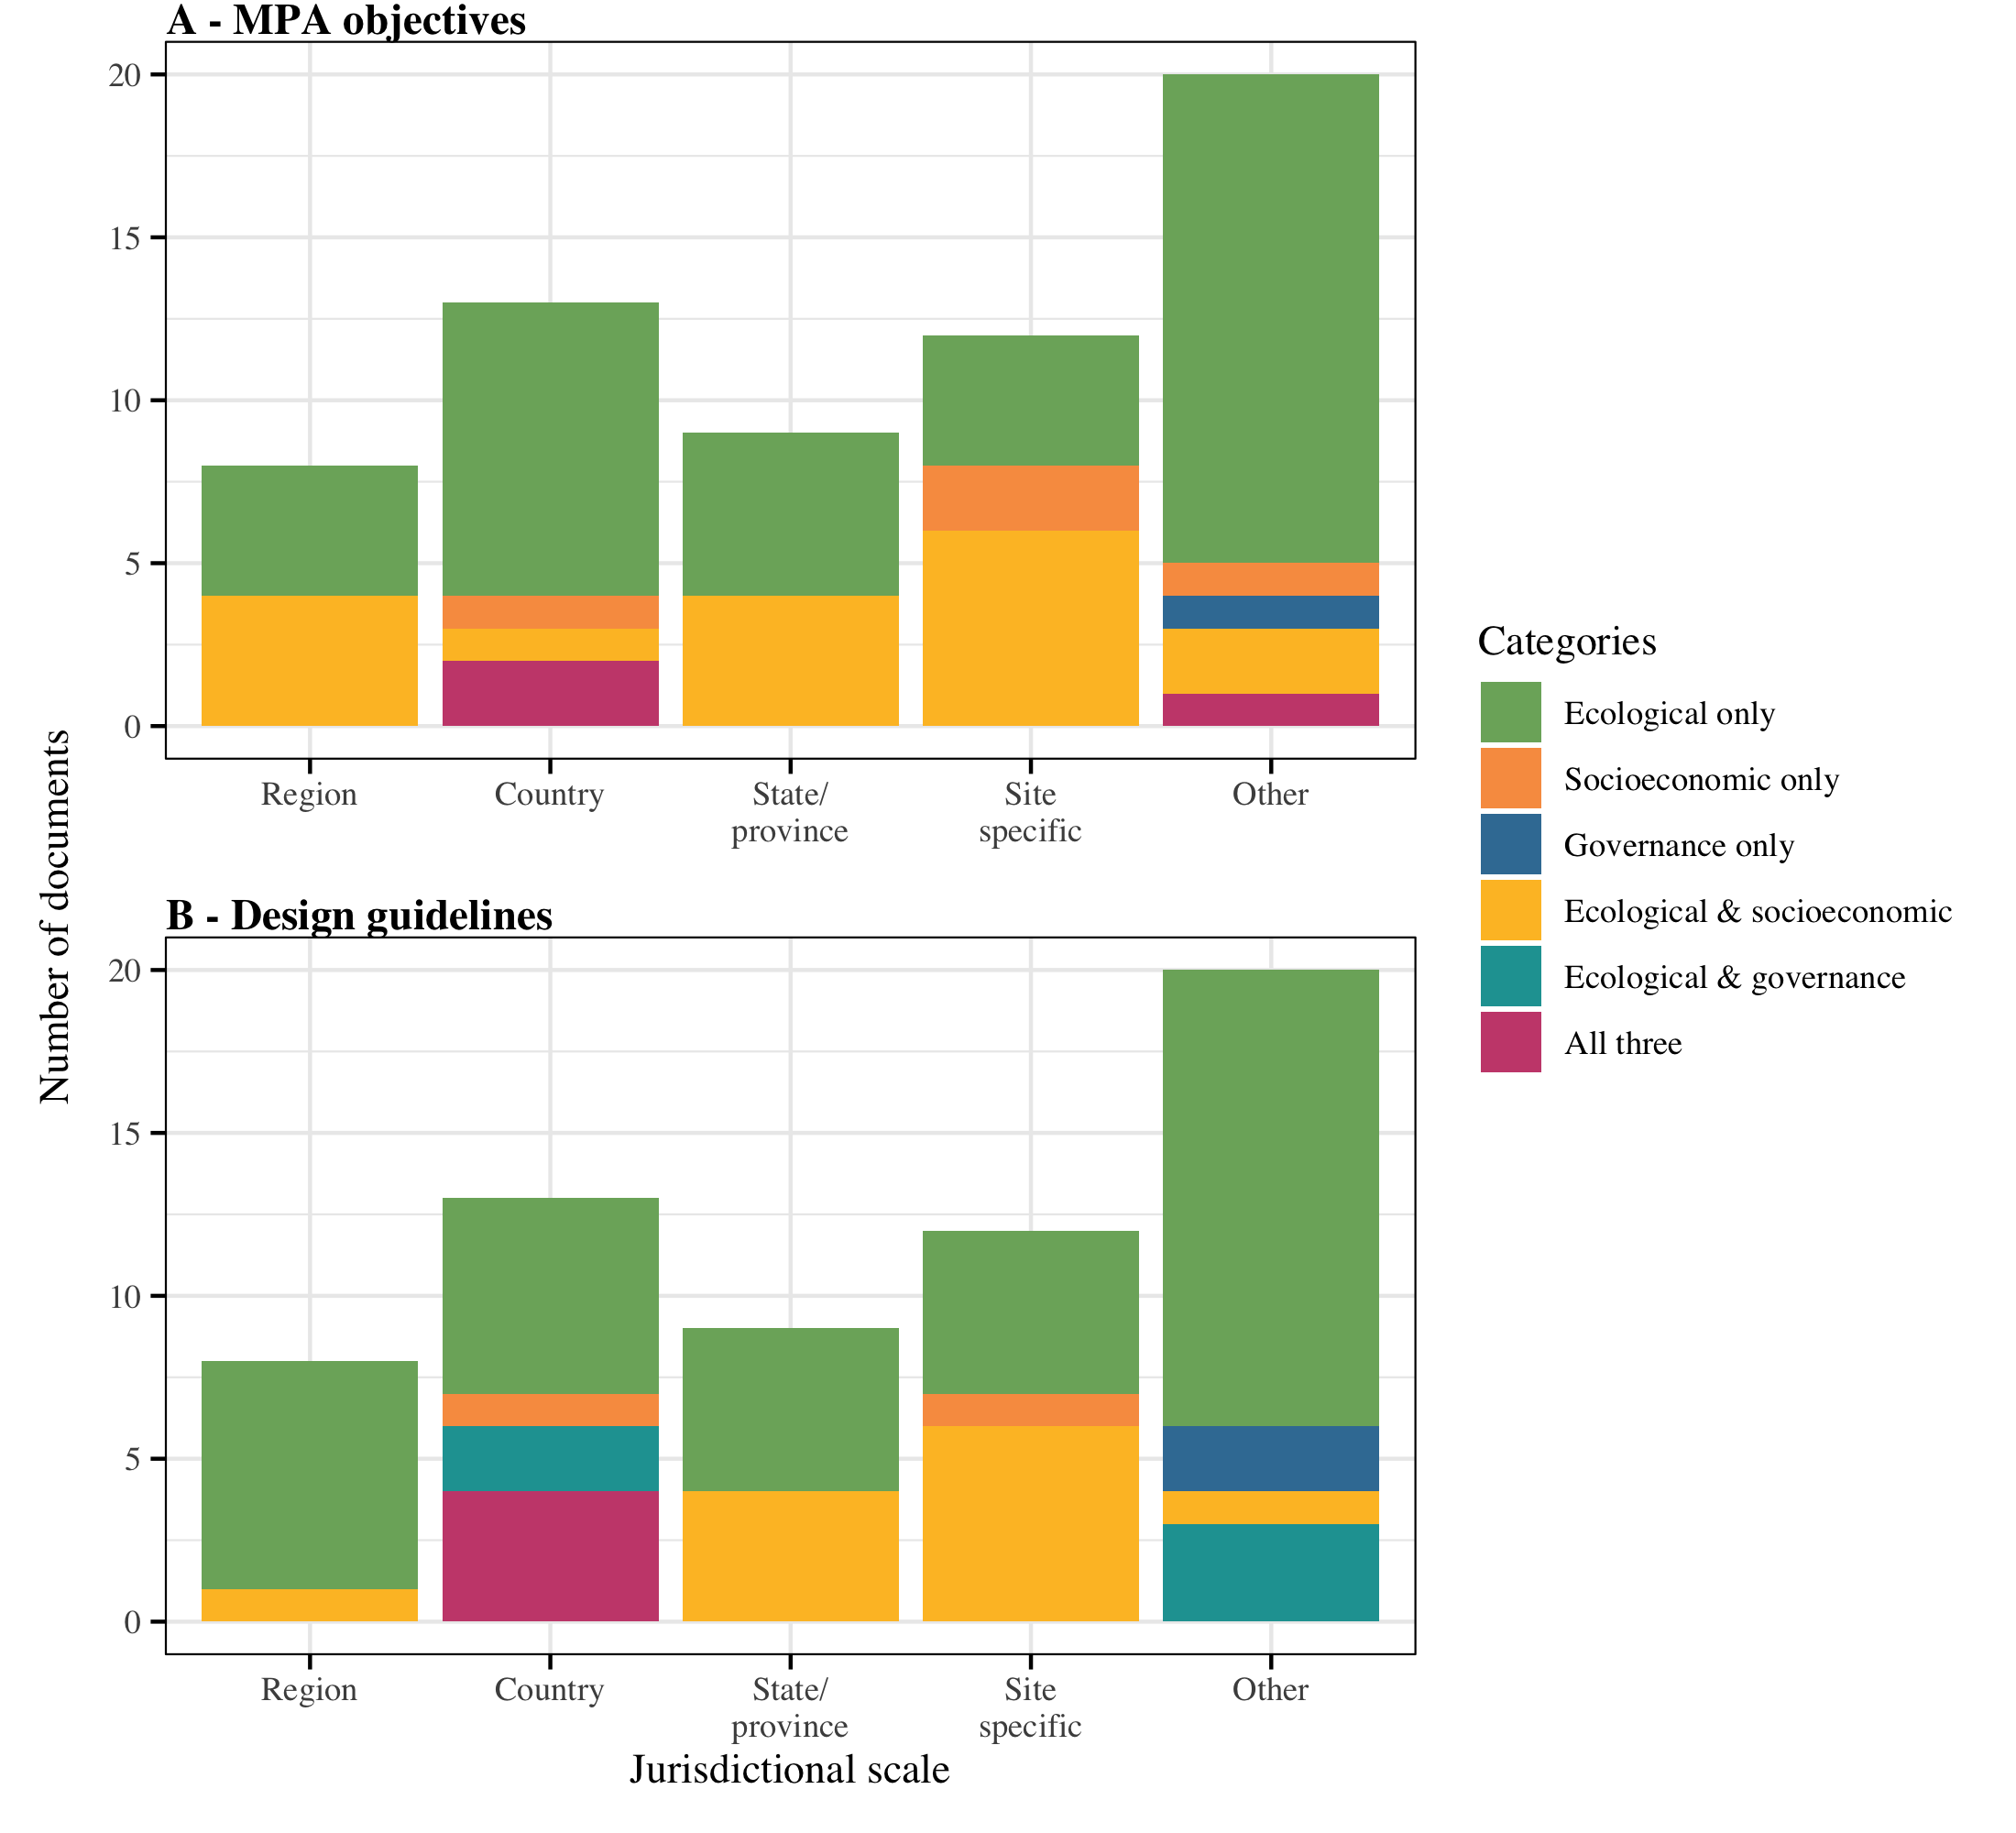 A - MPA objectives
20
15
10
5
0
Region
Country
State/
province
Site
specific
Other
Number of documents
B - Design guidelines
20
15
10
5
0
Region
Country
State/
province
Site
specific
Other
Jurisdictional scale
Categories
Ecological only
Socioeconomic only
Governance only
Ecological & socioeconomic
Ecological & governance
All three